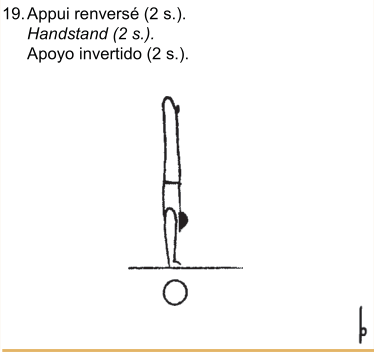 19. Appui renversé (2 s.).
Handstand (2 s.).
Apoyo invertido (2 s.).